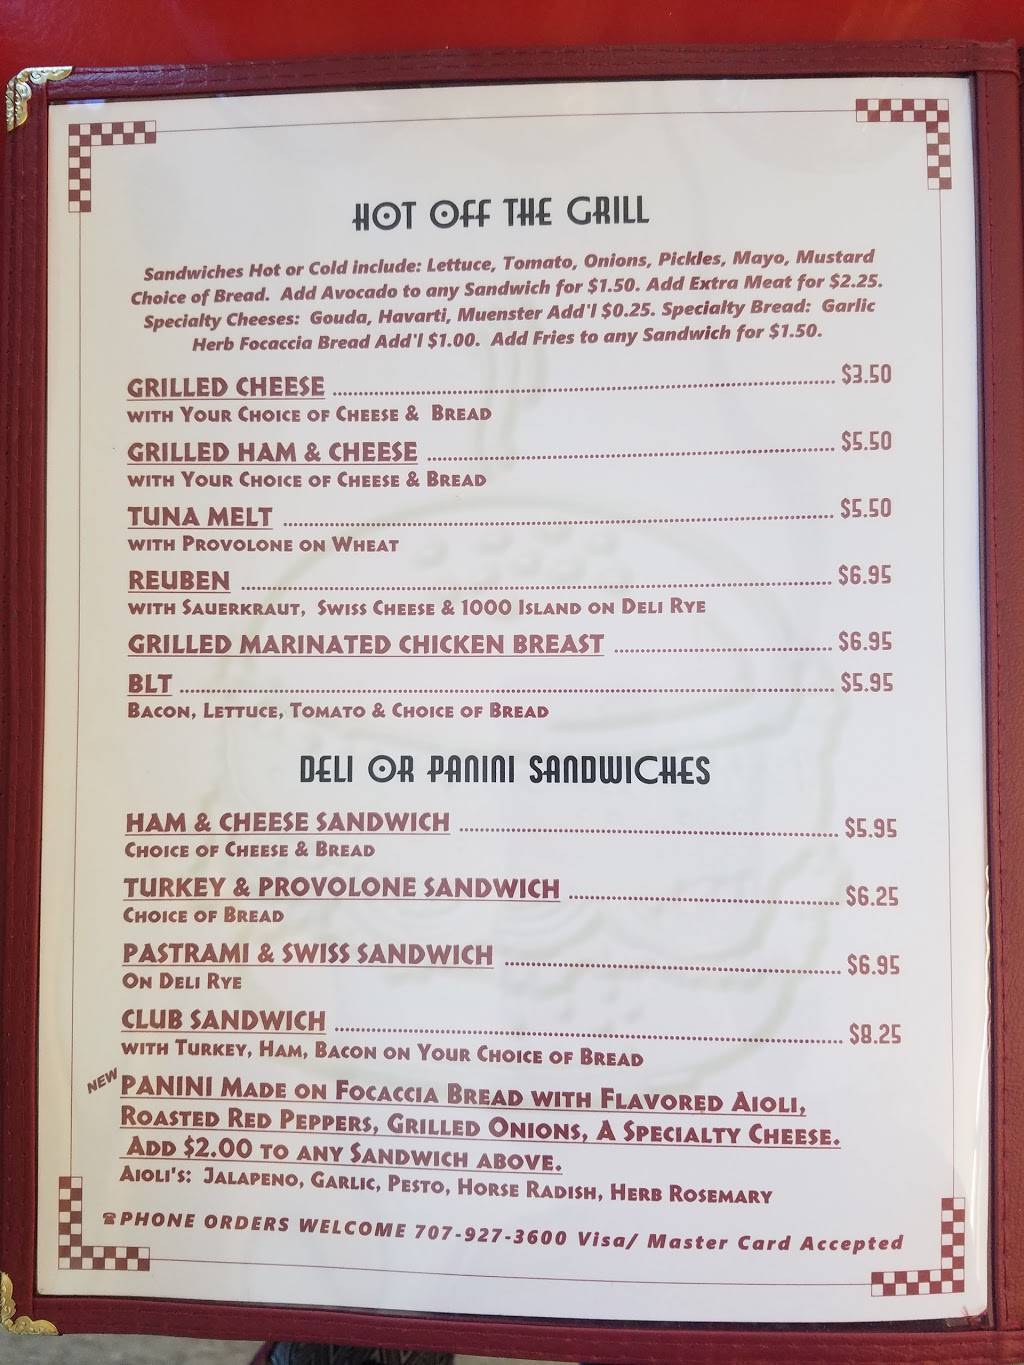 HOT OFF THE GRILL
Sandwiches Hot or Cold include: Lettuce, Tomato, Onions, Pickles, Mayo, Mustard
Choice of Bread. Add Avocado to any Sandwich for $1.50. Add Extra Meat for $2.25.
Specialty Cheeses: Gouda, Havarti, Muenster Add'l $0.25. Specialty Bread: Garlic
Herb Focaccia Bread Add'l $1.00. Add Fries to any Sandwich for $1.50.
GRILLED CHEESE $3.50
WITH YOUR CHOICE OF CHEESE & BREAD
GRILLED HAM & CHEESE $5.50
WITH YOUR CHOICE OF CHEESE & BREAD
TUNA MELT $5.50
WITH PROVOLONE ON WHEAT
REUBEN $6.95
WITH SAUERKRAUT, SWISS CHEESE & 1000 ISLAND ON DELI RYE
GRILLED MARINATED CHICKEN BREAST $6.95
BLT $5.95
BACON, LETTUCE, TOMATO & CHOICE OF BREAD
DELI OR PANINI SANDWICHES
HAM & CHEESE SANDWICH $5.95
CHOICE OF CHEESE & BREAD
TURKEY & PROVOLONE SANDWICH $6.25
CHOICE OF BREAD
PASTRAMI & SWISS SANDWICH $6.95
ON DELI RYE
CLUB SANDWICH $8.25
WITH TURKEY, HAM, BACON ON YOUR CHOICE OF BREAD
NEW PANINI MADE ON FOCACCIA BREAD WITH FLAVORED AIOLI,
ROASTED RED PEPPERS, GRILLED ONIONS, A SPECIALTY CHEESE.
ADD $2.00 TO ANY SANDWICH ABOVE.
AIOLI'S: JALAPENO, GARLIC, PESTO, HORSE RADISH, HERB ROSEMARY
☎PHONE ORDERS WELCOME 707-927-3600 Visa/ Master Card Accepted